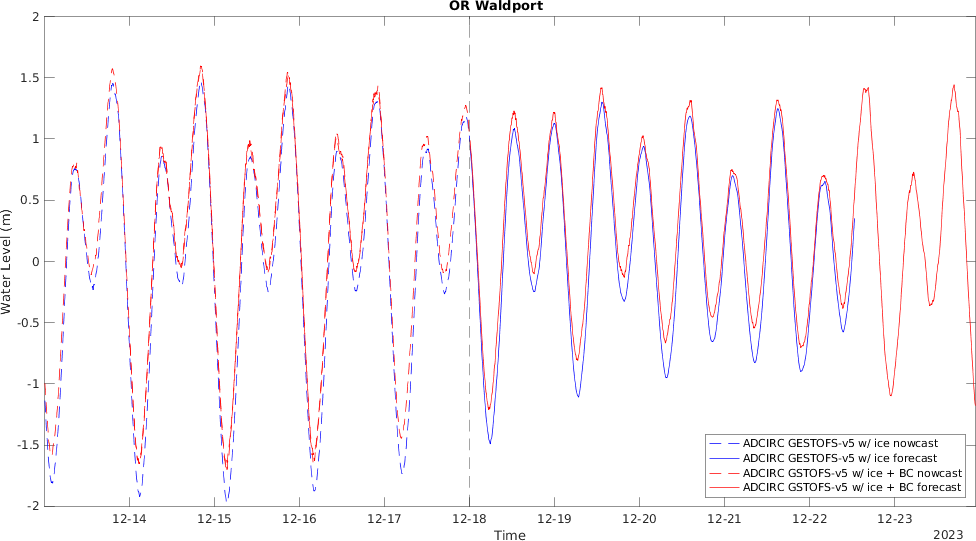 OR Waldport
2
1.5
1
0.5
0
-0.5
-1
-1.5
-2
Water Level (m)
ADCIRC GESTOFS-v5 w/ ice nowcast
ADCIRC GESTOFS-v5 w/ ice forecast
ADCIRC GSTOFS-v5 w/ ice + BC nowcast
ADCIRC GSTOFS-v5 w/ ice + BC forecast
12-14 12-15 12-16 12-17 12-18 12-19 12-20 12-21 12-22 12-23
Time
2023